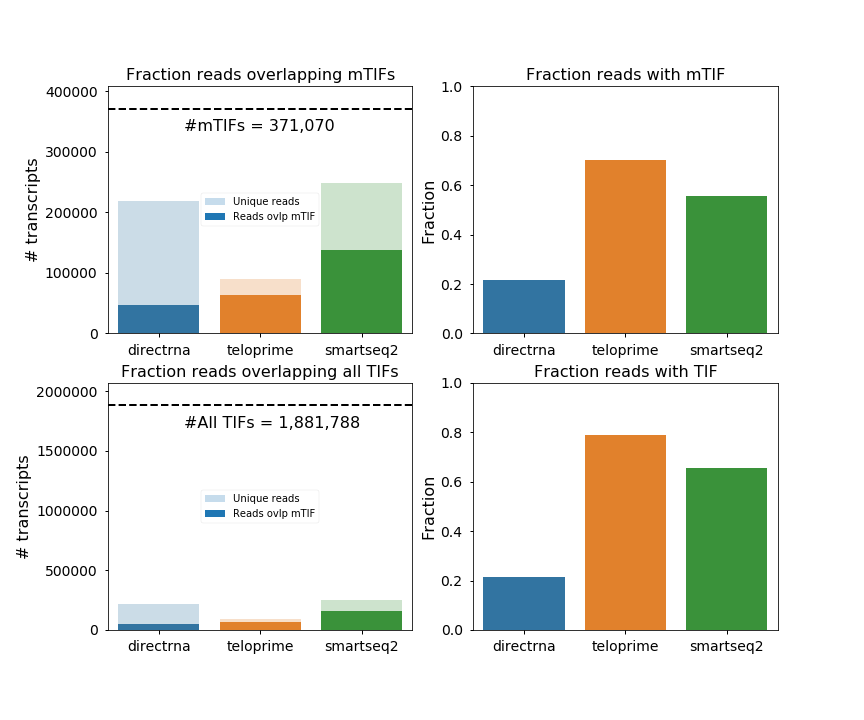 Fraction reads overlapping mTIFs
# transcripts
400000
300000
200000
100000
0
#mTIFs = 371,070
Unique reads
Reads ovlp mTIF
directrna teloprime smartseq2
Fraction reads with mTIF
Fraction
1.0
0.8
0.6
0.4
0.2
0.0
directrna teloprime smartseq2
Fraction reads overlapping all TIFs
# transcripts
2000000
1500000
1000000
500000
0
#All TIFs = 1,881,788
Unique reads
Reads ovlp mTIF
directrna teloprime smartseq2
Fraction reads with TIF
Fraction
1.0
0.8
0.6
0.4
0.2
0.0
directrna teloprime smartseq2